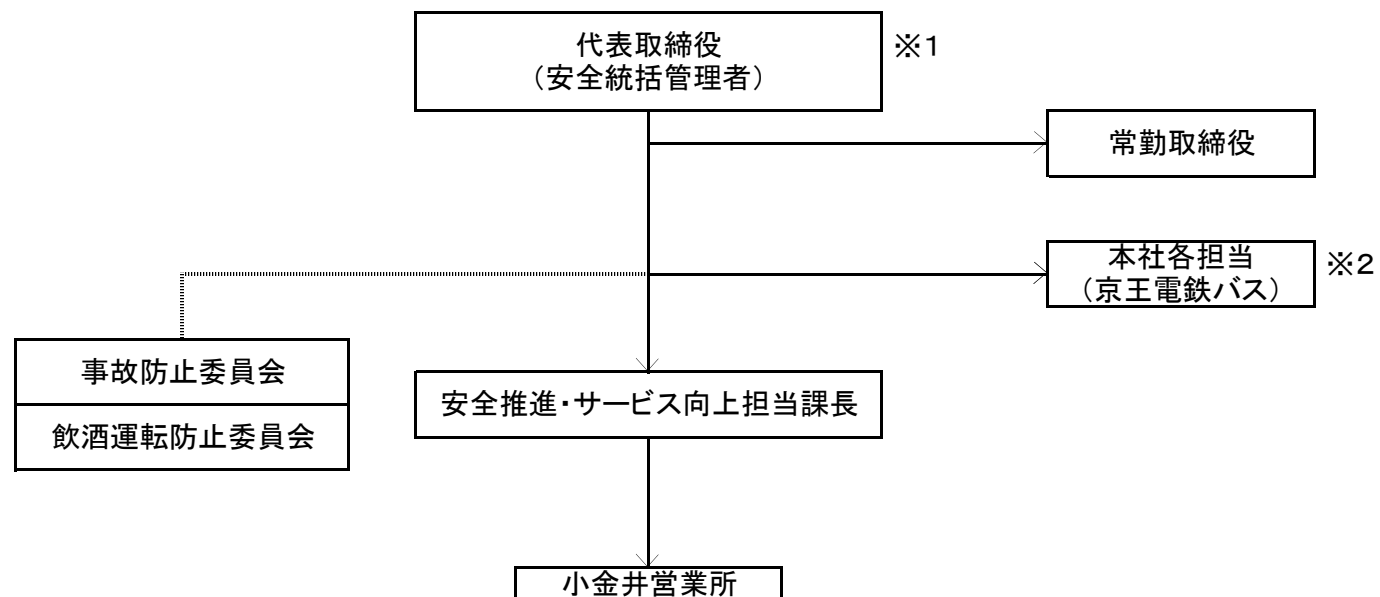 代表取締役
（安全統括管理者）
※1
常勤取締役
本社各担当
（京王電鉄バス）
※2
事故防止委員会
飲酒運転防止委員会
安全推進・サービス向上担当課長
小金井営業所